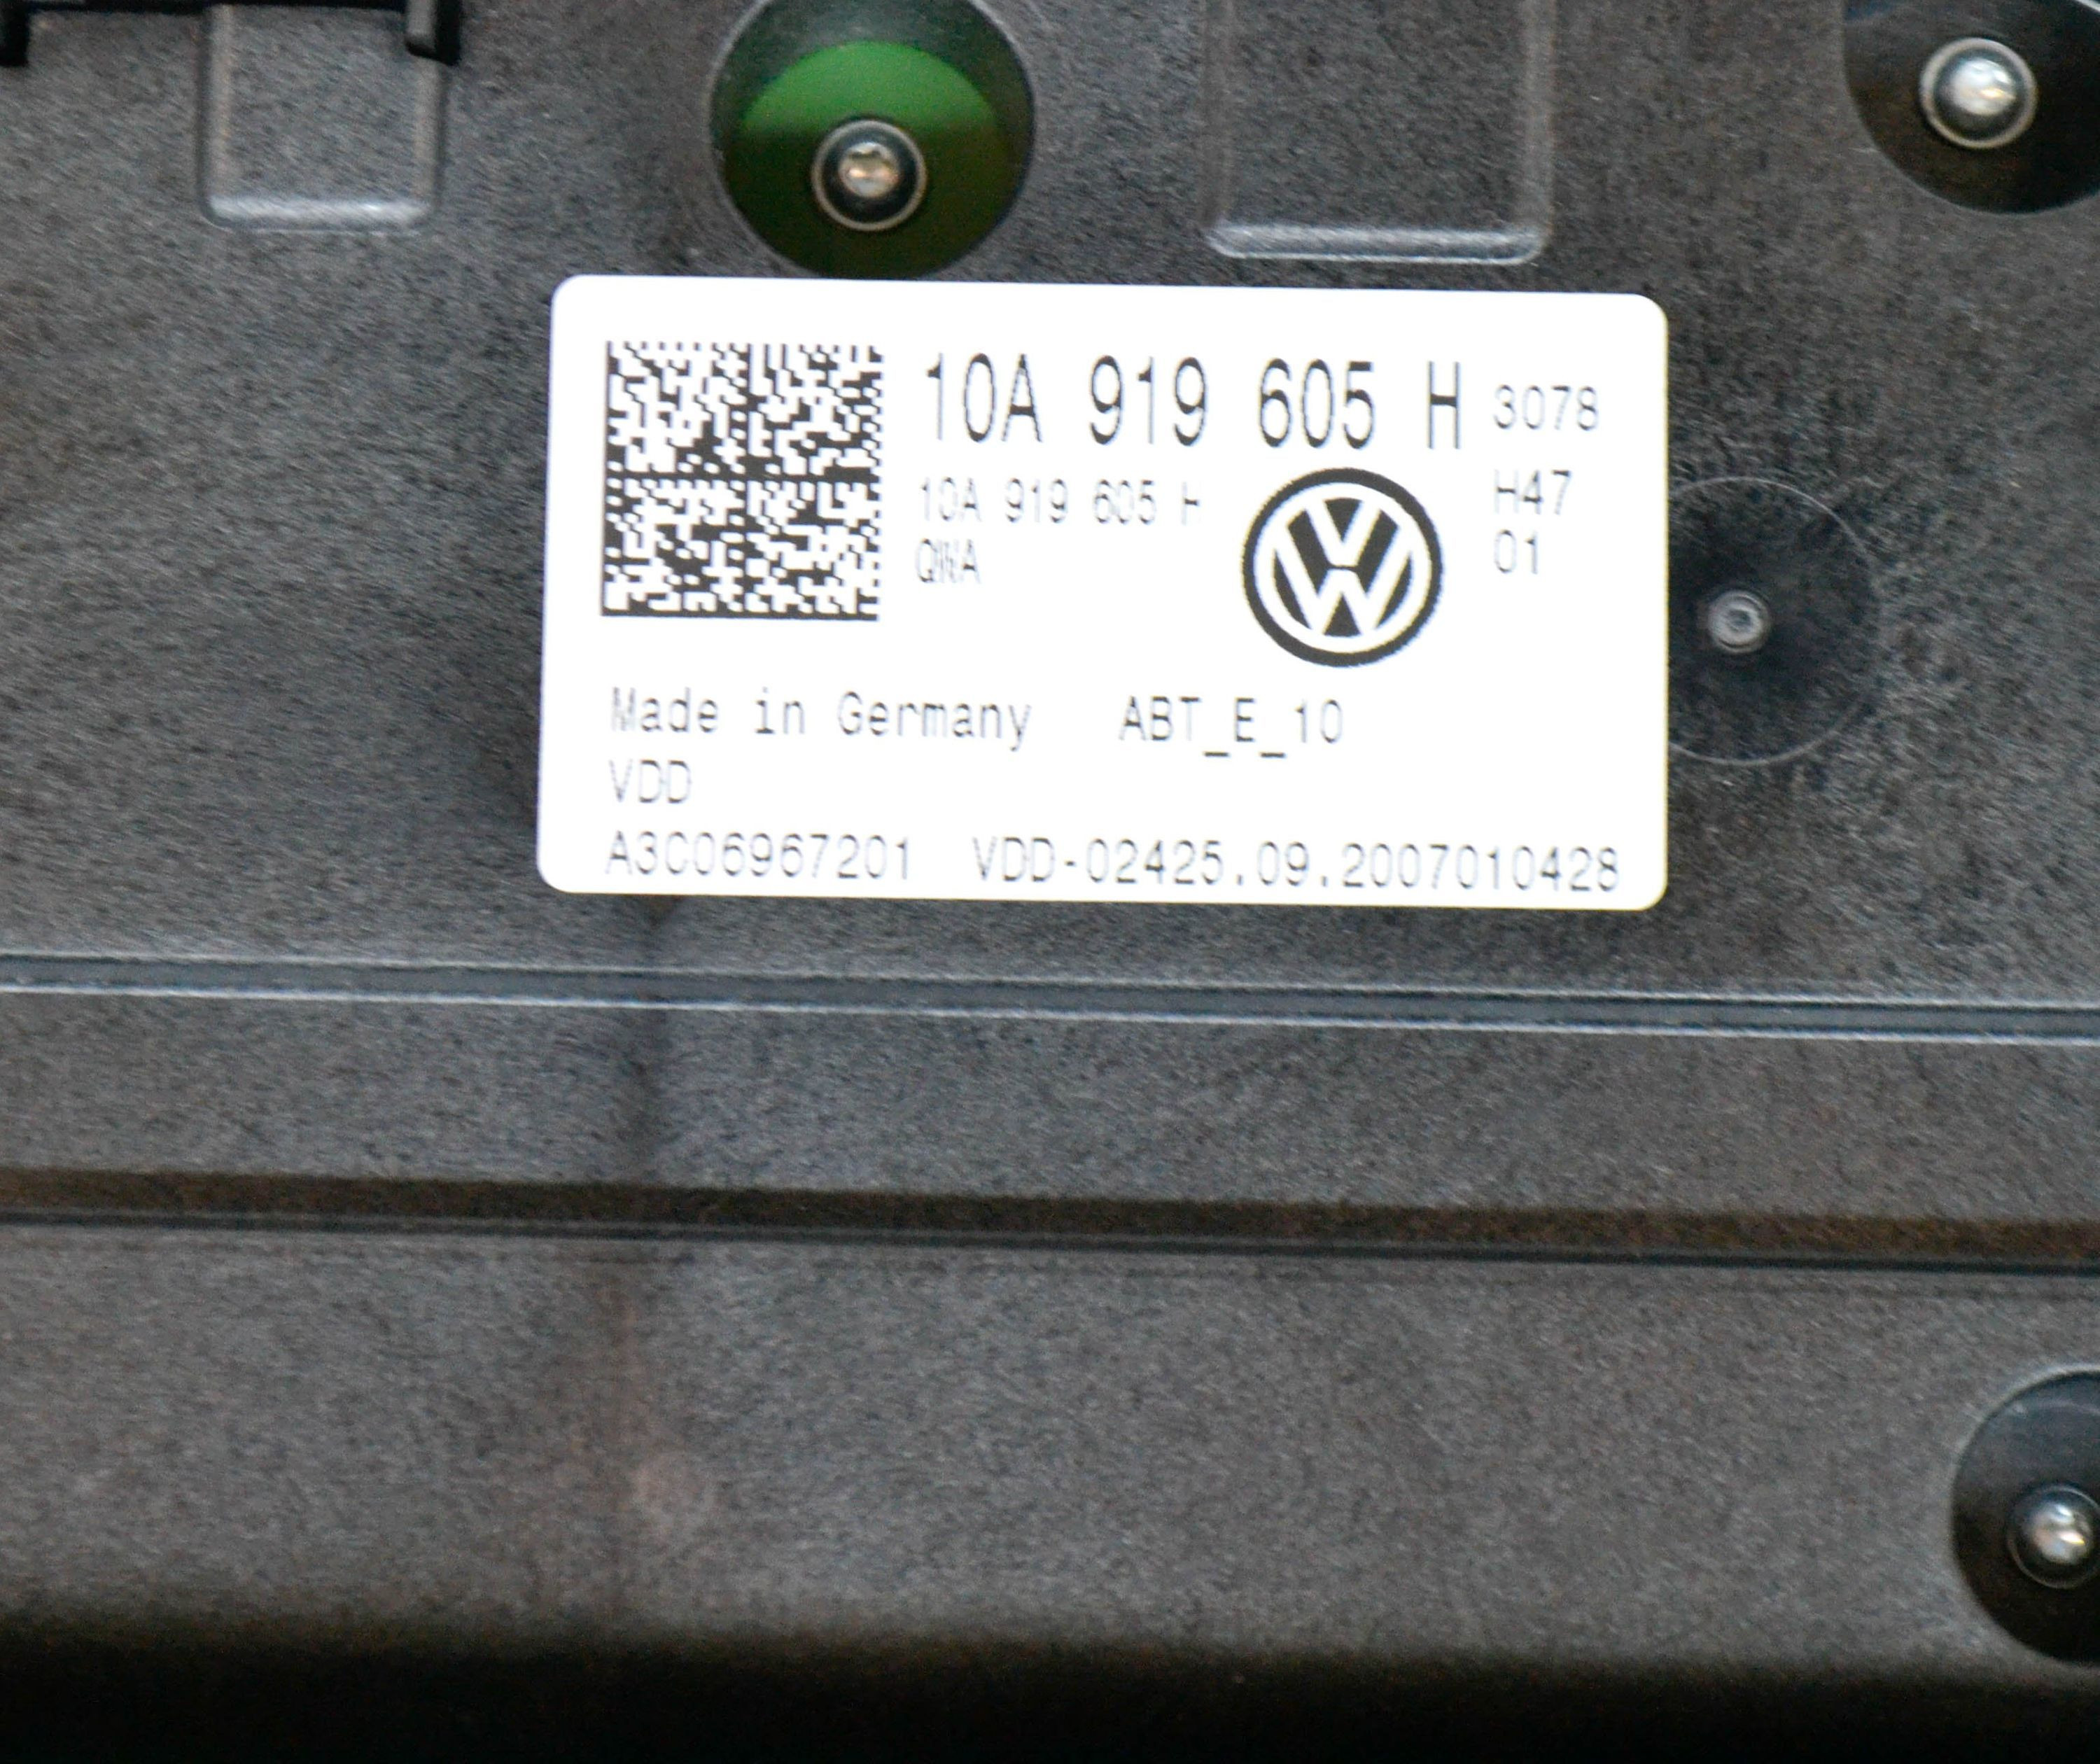 10A 919 605 H 3078
10A 919 605 H H47
QWA 01
Made in Germany ABT_E_10
VDD
A3C06967201 VDD-02425.09.2007010428